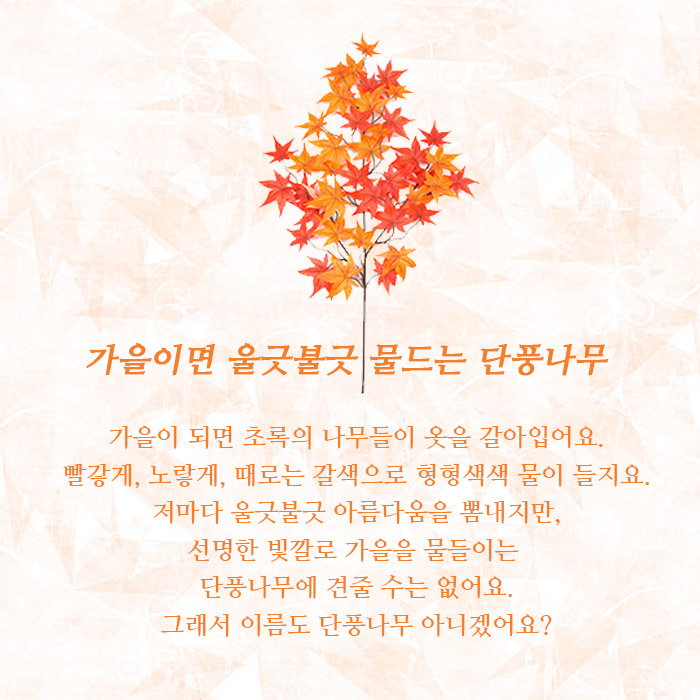 가을이면 울긋불긋 물드는 단풍나무
가을이 되면 초록의 나무들이 옷을 갈아입어요.
빨갛게, 노랗게, 때로는 갈색으로 형형색색 물이 들지요.
저마다 울긋불긋 아름다움을 뽐내지만,
선명한 빛깔로 가을을 물들이는
단풍나무에 견줄 수는 없어요.
그래서 이름도 단풍나무 아니겠어요?